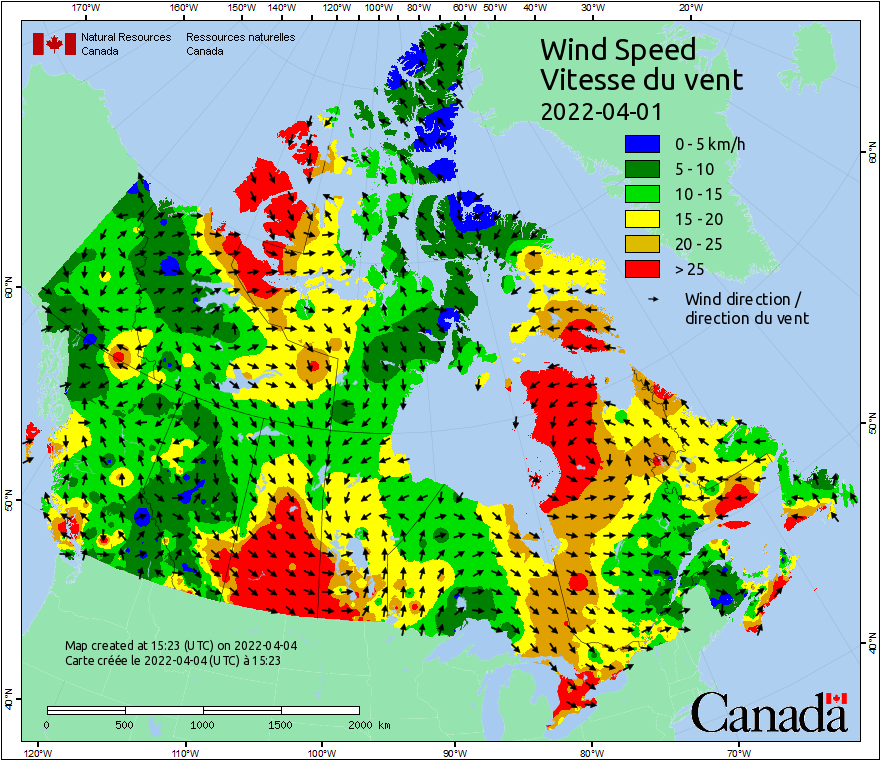 170°W 160°W 150°W 140°W 130°W 120°W 110°W 100°W 90°W 80°W 70°W 60°W 50°W 40°W 30°W 20°W
Natural Resources Ressources naturelles
Canada Canada
Wind Speed
Vitesse du vent
2022-04-01
0 - 5 km/h
5 - 10
10 - 15
15 - 20
20 - 25
> 25
Wind direction /
direction du vent
60°N 60°N
50°N 50°N
40°N 40°N
Map created at 15:23 (UTC) on 2022-04-04
Carte créée le 2022-04-04 (UTC) à 15:23
0 500 1000 1500 2000 km
Canada
120°W 110°W 100°W 90°W 80°W 70°W